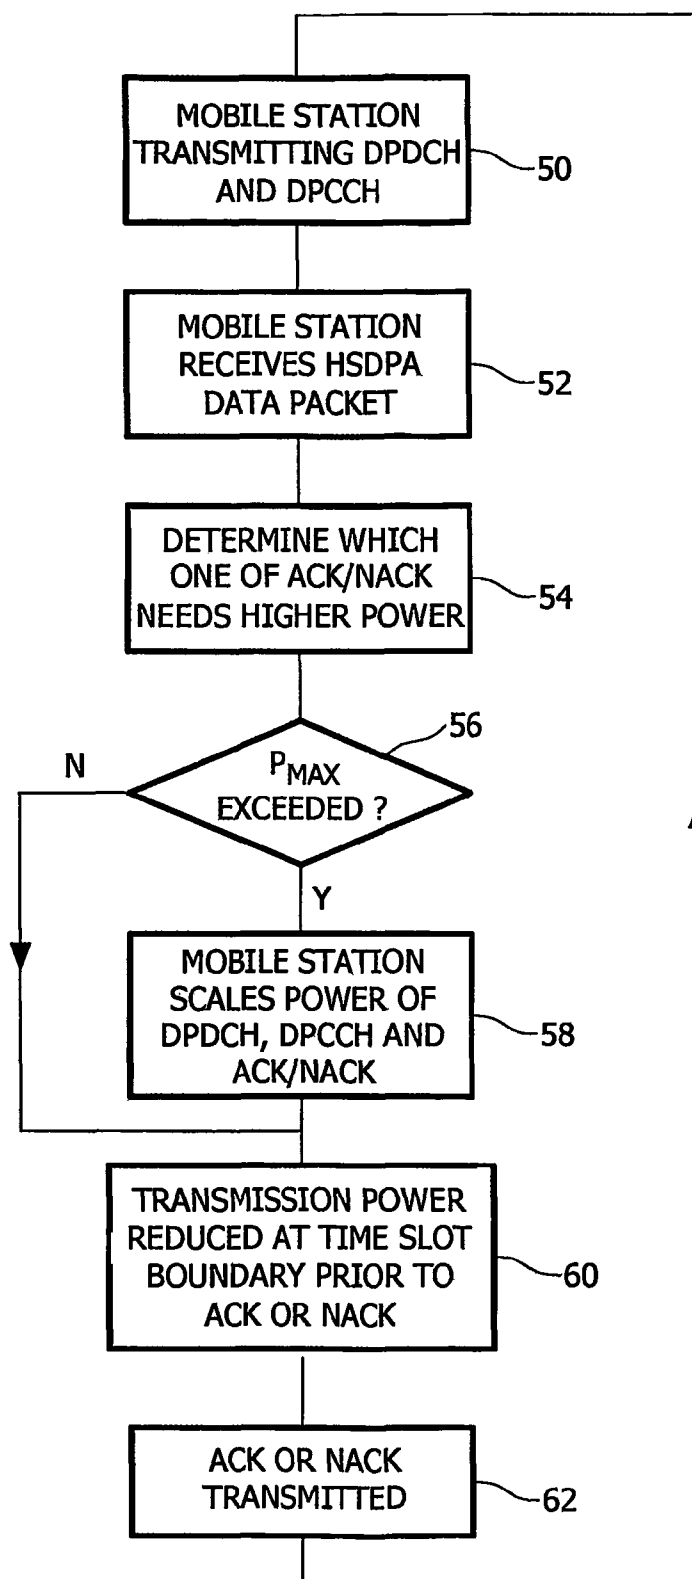 MOBILE STATION
TRANSMITTING DPDCH
AND DPCCH
50
MOBILE STATION
RECEIVES HSDPA
DATA PACKET
52
DETERMINE WHICH
ONE OF ACK/NACK
NEEDS HIGHER POWER
54
56
N
PMAX
EXCEEDED ?
Y
MOBILE STATION
SCALES POWER OF
DPDCH, DPCCH AND
ACK/NACK
58
TRANSMISSION POWER
REDUCED AT TIME SLOT
BOUNDARY PRIOR TO
ACK OR NACK
60
ACK OR NACK
TRANSMITTED
62